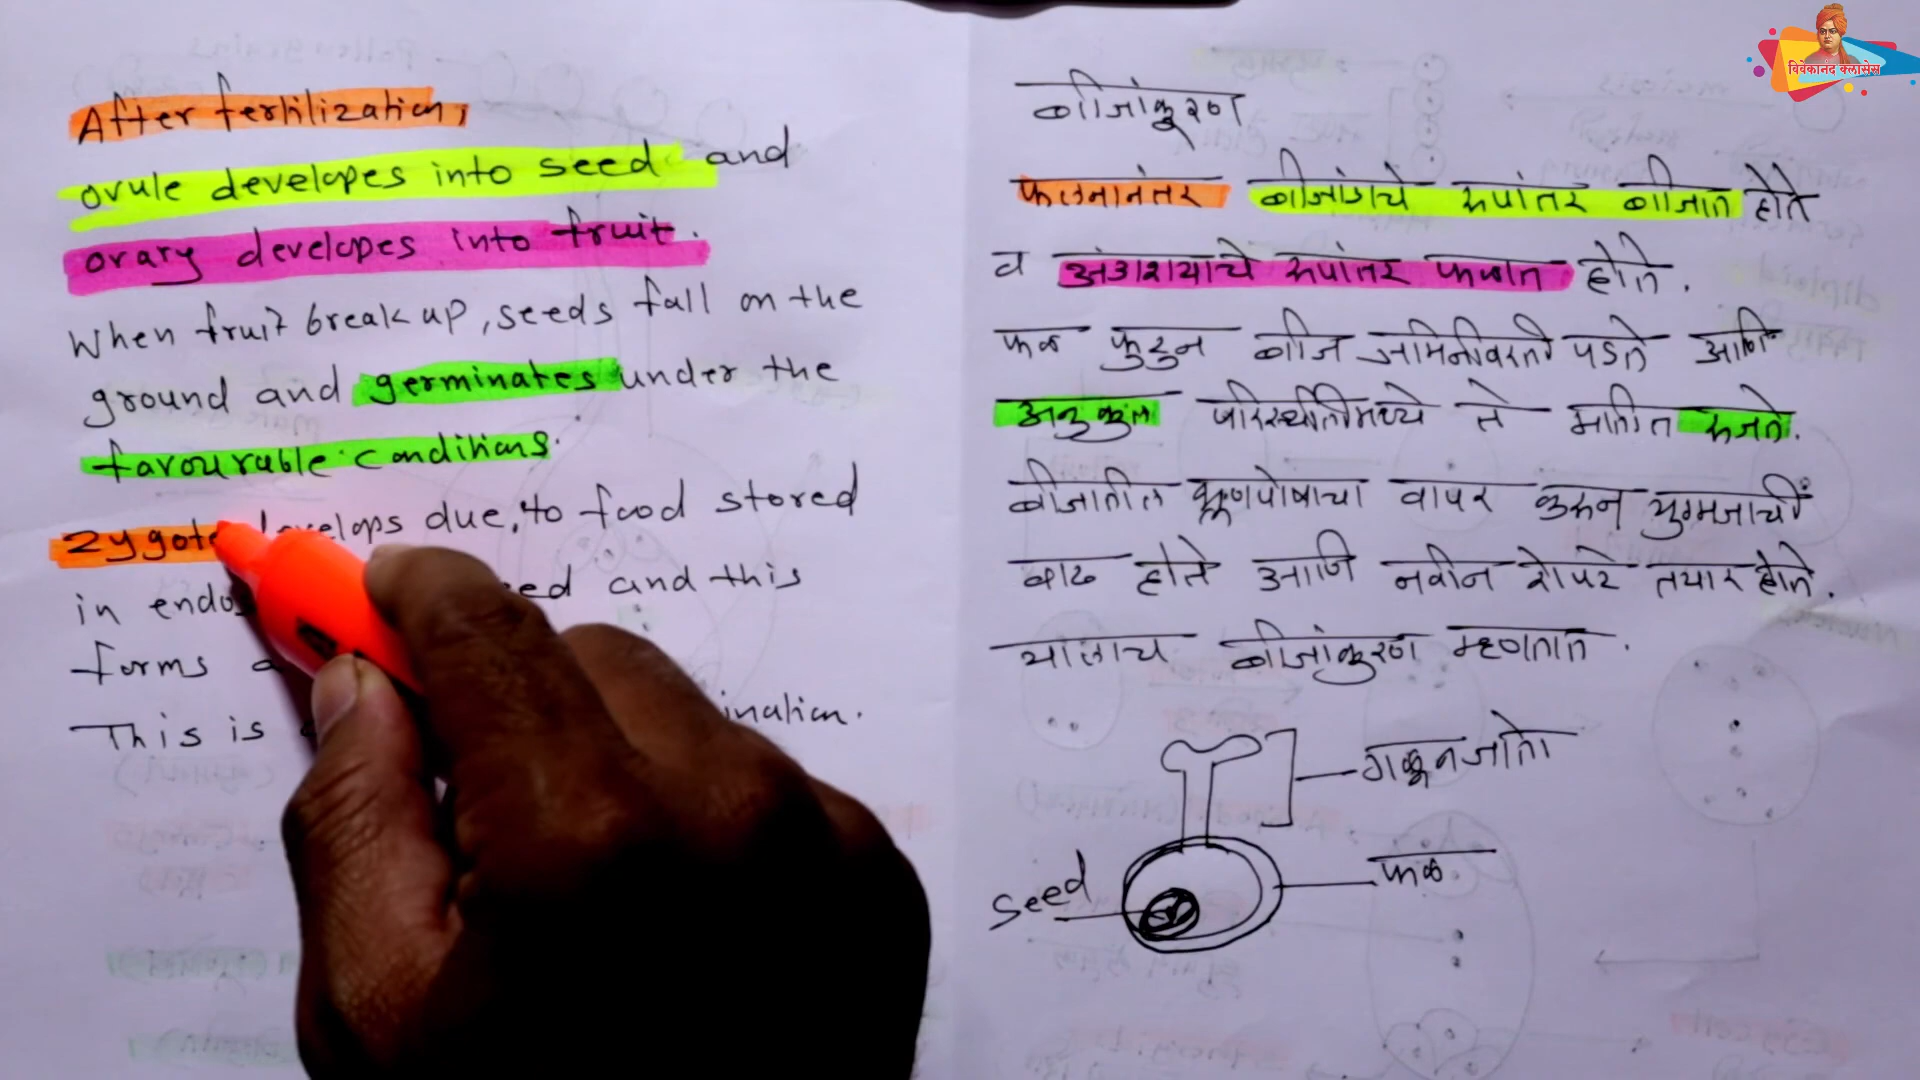 After fertilization,
ovule developes into seed and
ovary developes into fruit.
When fruit break up, seeds fall on the
ground and germinates under the
favourable conditions.
Zygote develops due to food stored
in endos eed and this
forms a
This is ination.
बीजांकूरण
फलनानंतर बीजांडाचे रुपांतर बीजात होते
व अंडाशयाचे रुपांतर फळात होते.
फळ फुटुन बीज जमिनीवरती पडते आणि
अनुकूल परिस्थीतीमध्ये ते मातीत रुजते.
बीजातील भ्रूणपोषाचा वापर करून युग्मजाची
वाढ होते आणि नवीन रोपटे तयार होते.
यालाच बीजांकुरण म्हणतात.
गळून जातो
फळ
seed
विवेकानंद क्लासेस